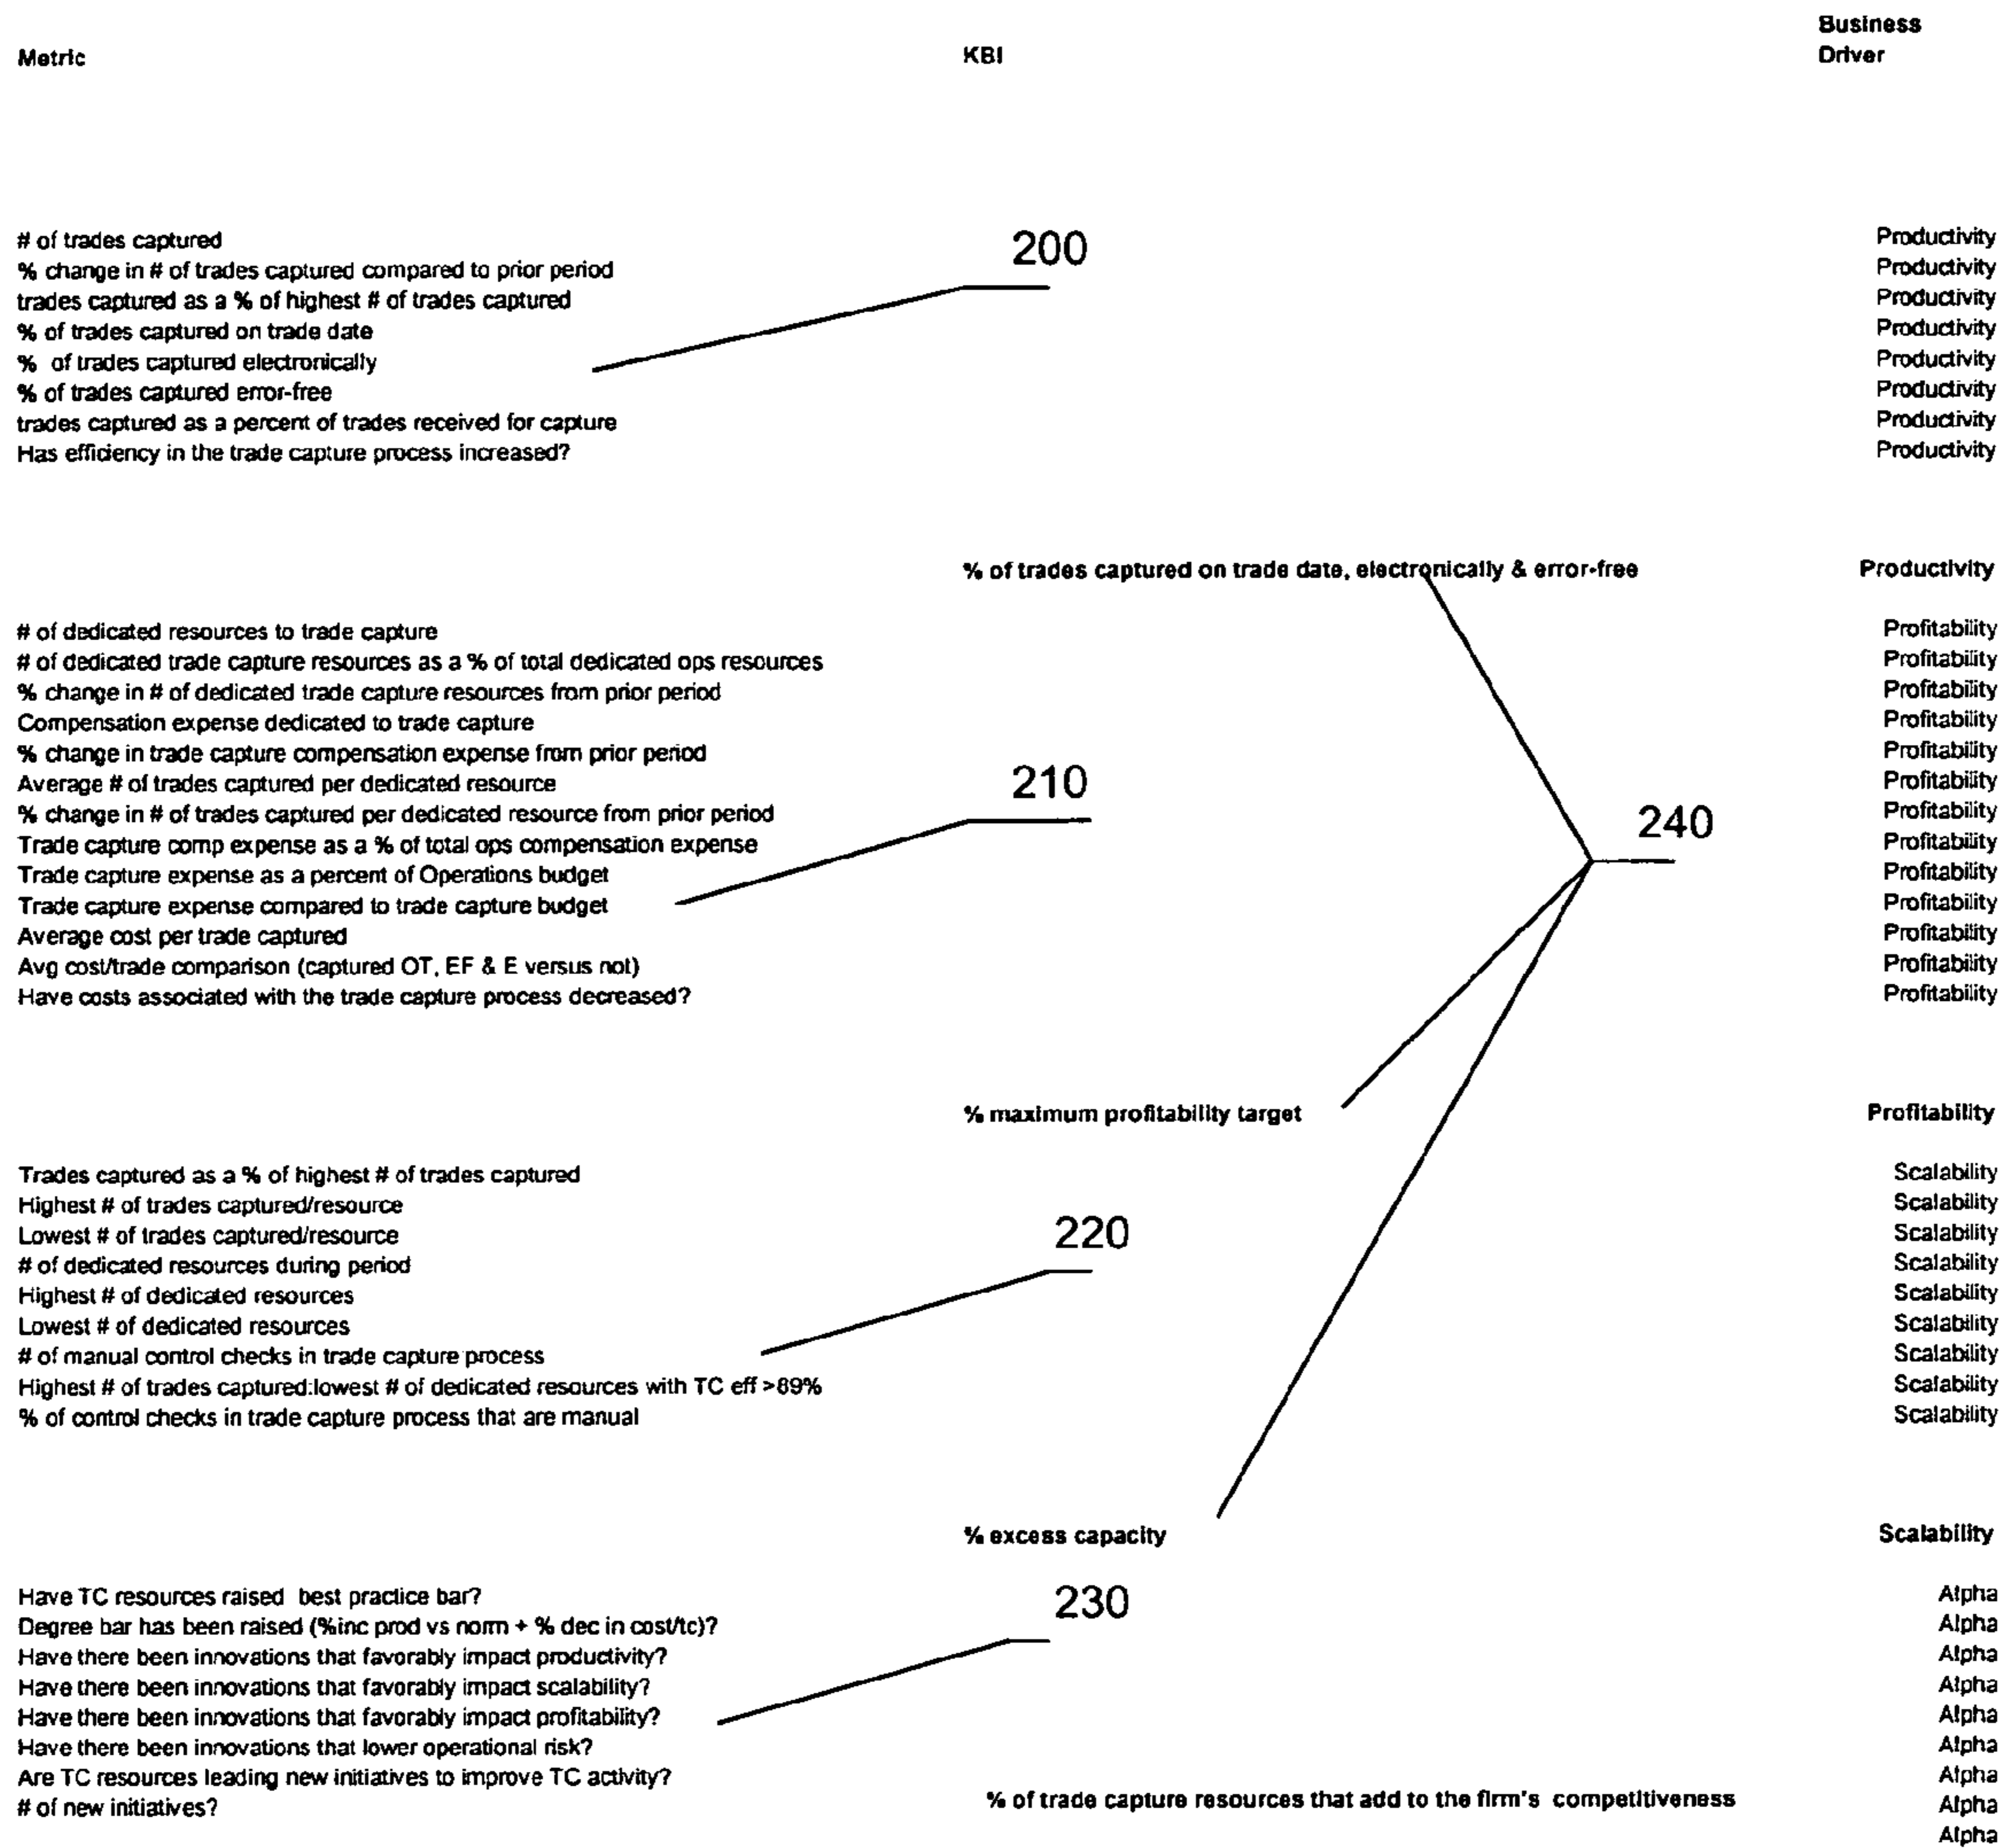 Metric KBI Business Driver
# of trades captured Productivity
% change in # of trades captured compared to prior period Productivity
trades captured as a % of highest # of trades captured Productivity
% of trades captured on trade date Productivity
% of trades captured electronically Productivity
% of trades captured error-free Productivity
trades captured as a percent of trades received for capture Productivity
Has efficiency in the trade capture process increased? Productivity
200
% of trades captured on trade date, electronically & error-free Productivity
# of dedicated resources to trade capture Profitability
# of dedicated trade capture resources as a % of total dedicated ops resources Profitability
% change in # of dedicated trade capture resources from prior period Profitability
Compensation expense dedicated to trade capture Profitability
% change in trade capture compensation expense from prior period Profitability
Average # of trades captured per dedicated resource Profitability
% change in # of trades captured per dedicated resource from prior period Profitability
Trade capture comp expense as a % of total ops compensation expense Profitability
Trade capture expense as a percent of Operations budget Profitability
Trade capture expense compared to trade capture budget Profitability
Average cost per trade captured Profitability
Avg cost/trade comparison (captured OT, EF & E versus not) Profitability
Have costs associated with the trade capture process decreased? Profitability
210
240
% maximum profitability target Profitability
Trades captured as a % of highest # of trades captured Scalability
Highest # of trades captured/resource Scalability
Lowest # of trades captured/resource Scalability
# of dedicated resources during period Scalability
Highest # of dedicated resources Scalability
Lowest # of dedicated resources Scalability
# of manual control checks in trade capture process Scalability
Highest # of trades captured:lowest # of dedicated resources with TC eff >89% Scalability
% of control checks in trade capture process that are manual Scalability
220
% excess capacity Scalability
Have TC resources raised best practice bar? Alpha
Degree bar has been raised (%inc prod vs norm + % dec in cost/tc)? Alpha
Have there been innovations that favorably impact productivity? Alpha
Have there been innovations that favorably impact scalability? Alpha
Have there been innovations that favorably impact profitability? Alpha
Have there been innovations that lower operational risk? Alpha
Are TC resources leading new initiatives to improve TC activity? Alpha
# of new initiatives? Alpha
230
% of trade capture resources that add to the firm's competitiveness Alpha